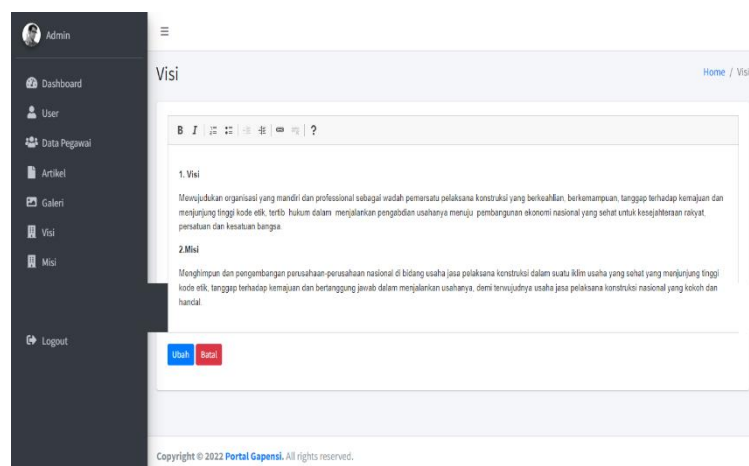 Admin
Dashboard
User
Data Pegawai
Artikel
Galeri
Visi
Misi
Logout
Visi
Home / Visi
B I ?
1. Visi
Mewujudukan organisasi yang mandiri dan professional sebagai wadah pemersatu pelaksana konstruksi yang berkeahlian, berkemampuan, tanggap terhadap kemajuan dan
menjunjung tinggi kode etik, tertib hukum dalam menjalankan pengabdian usahanya menuju pembangunan ekonomi nasional yang sehat untuk kesejahteraan rakyat,
persatuan dan kesatuan bangsa.
2.Misi
Menghimpun dan pengembangan perusahaan-perusahaan nasional di bidang usaha jasa pelaksana konstruksi dalam suatu iklim usaha yang sehat yang menjunjung tinggi
kode etik, tanggap terhadap kemajuan dan bertanggung jawab dalam menjalankan usahanya, demi terwujudnya usaha jasa pelaksana konstruksi nasional yang kokoh dan
handal.
Ubah Batal
Copyright © 2022 Portal Gapensi. All rights reserved.